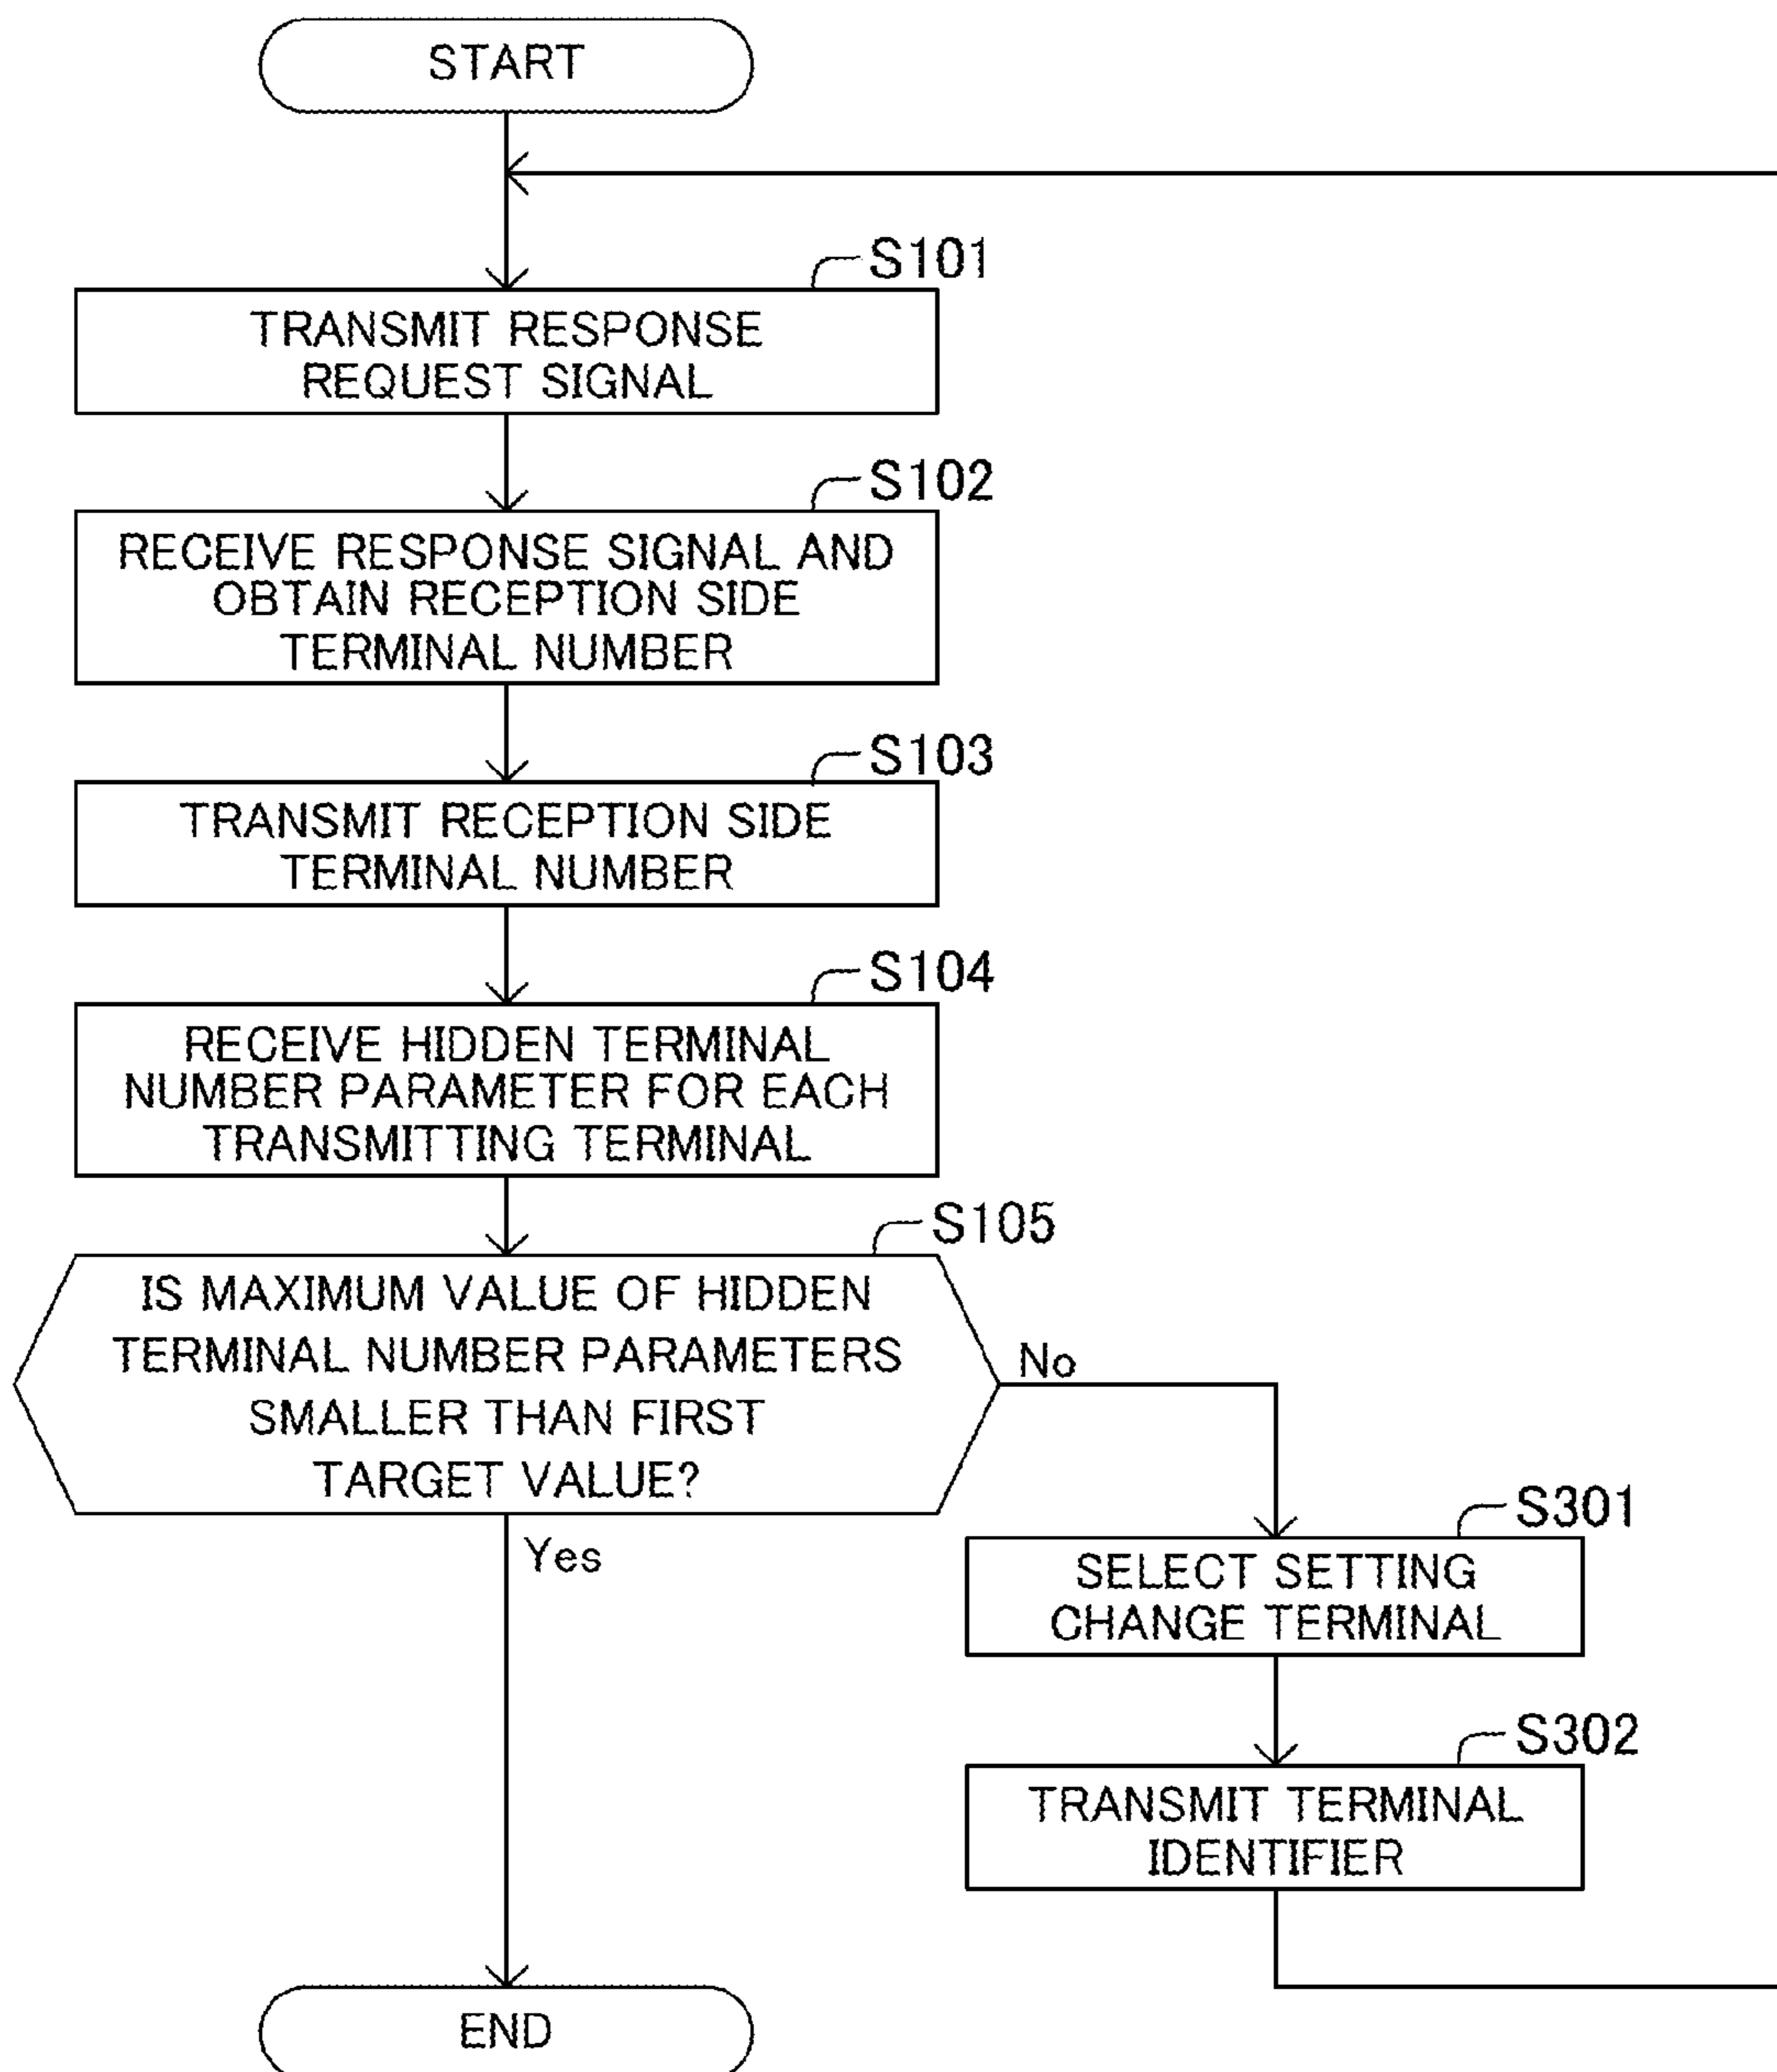 START
S101
TRANSMIT RESPONSE
REQUEST SIGNAL
S102
RECEIVE RESPONSE SIGNAL AND
OBTAIN RECEPTION SIDE
TERMINAL NUMBER
S103
TRANSMIT RECEPTION SIDE
TERMINAL NUMBER
S104
RECEIVE HIDDEN TERMINAL
NUMBER PARAMETER FOR EACH
TRANSMITTING TERMINAL
S105
IS MAXIMUM VALUE OF HIDDEN
TERMINAL NUMBER PARAMETERS
SMALLER THAN FIRST
TARGET VALUE?
No
Yes
S301
SELECT SETTING
CHANGE TERMINAL
S302
TRANSMIT TERMINAL
IDENTIFIER
END